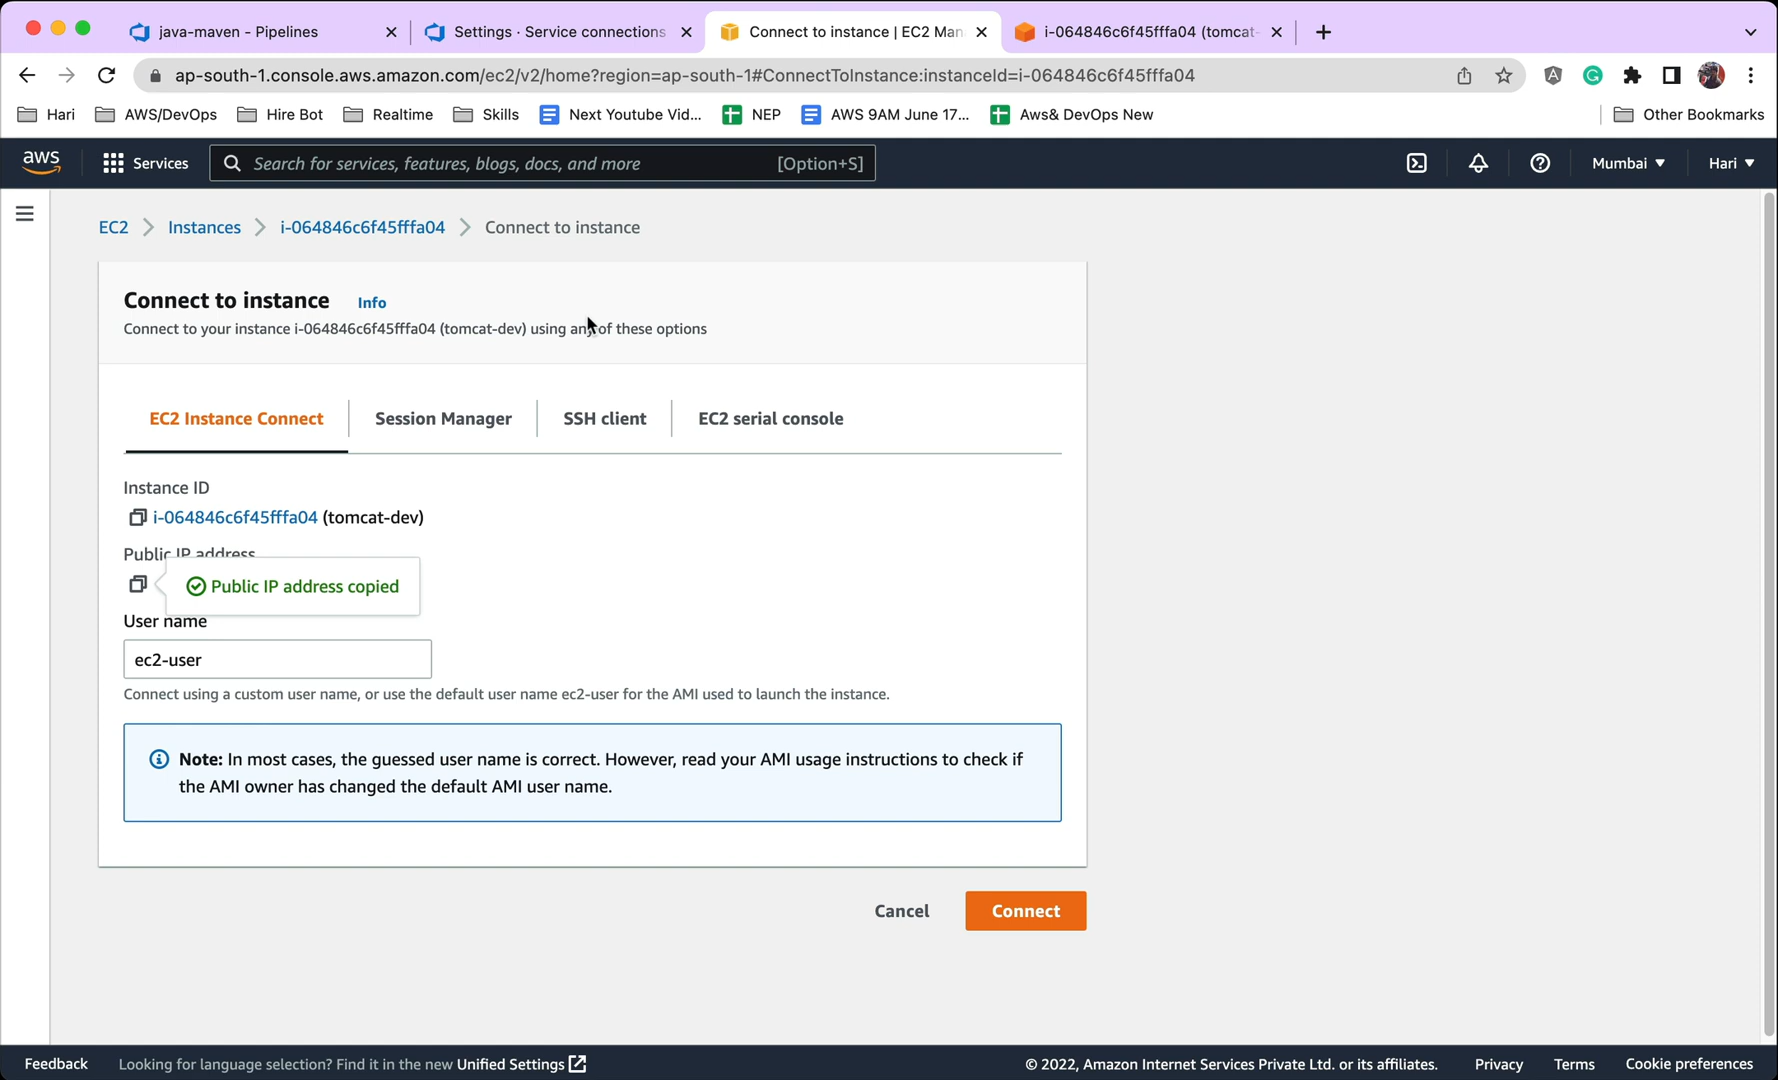 java-maven - Pipelines
Settings · Service connections
Connect to instance | EC2 Man
i-064846c6f45fffa04 (tomcat-
ap-south-1.console.aws.amazon.com/ec2/v2/home?region=ap-south-1#ConnectToInstance:instanceId=i-064846c6f45fffa04
Hari
AWS/DevOps
Hire Bot
Realtime
Skills
Next Youtube Vid...
NEP
AWS 9AM June 17...
Aws& DevOps New
Other Bookmarks
aws
Services
Search for services, features, blogs, docs, and more
[Option+S]
Mumbai
Hari
EC2
Instances
i-064846c6f45fffa04
Connect to instance
Connect to instance Info
Connect to your instance i-064846c6f45fffa04 (tomcat-dev) using any of these options
EC2 Instance Connect
Session Manager
SSH client
EC2 serial console
Instance ID
i-064846c6f45fffa04 (tomcat-dev)
Public IP address
Public IP address copied
User name
ec2-user
Connect using a custom user name, or use the default user name ec2-user for the AMI used to launch the instance.
Note: In most cases, the guessed user name is correct. However, read your AMI usage instructions to check if
the AMI owner has changed the default AMI user name.
Cancel
Connect
Feedback
Looking for language selection? Find it in the new Unified Settings
© 2022, Amazon Internet Services Private Ltd. or its affiliates.
Privacy
Terms
Cookie preferences